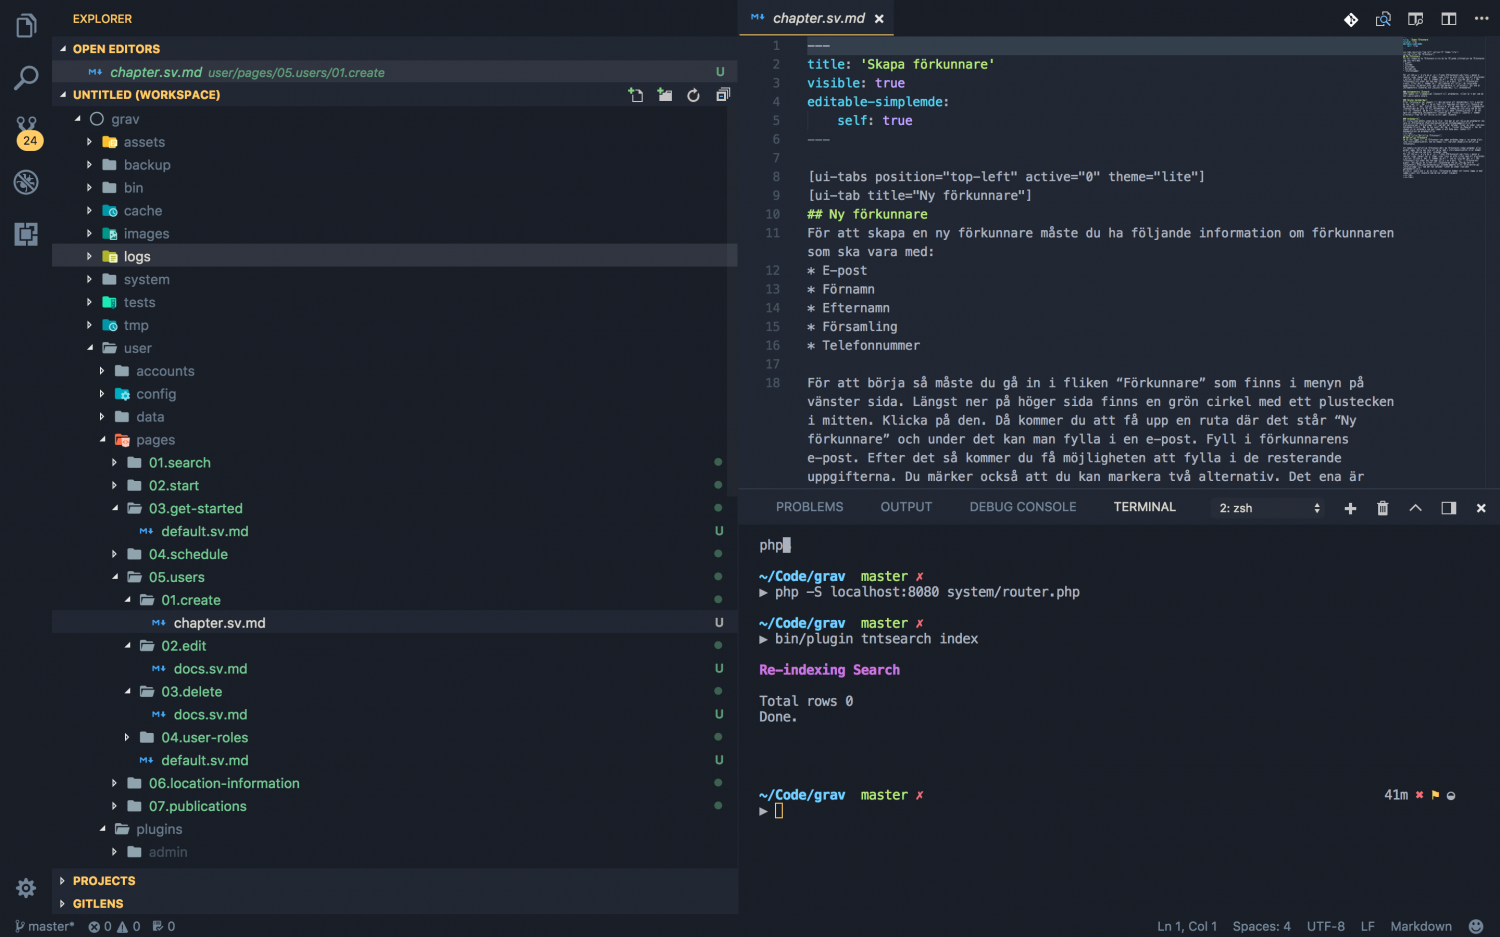 EXPLORER
OPEN EDITORS
chapter.sv.md user/pages/05.users/01.create U
UNTITLED (WORKSPACE)
24
grav
assets
backup
bin
cache
images
logs
system
tests
tmp
user
accounts
config
data
pages
01.search
02.start
03.get-started
default.sv.md U
04.schedule
05.users
01.create
chapter.sv.md U
02.edit
docs.sv.md U
03.delete
docs.sv.md U
04.user-roles
default.sv.md U
06.location-information
07.publications
plugins
admin
PROJECTS
GITLENS
chapter.sv.md
1 ---
2 title: 'Skapa förkunnare'
3 visible: true
4 editable-simplemde:
5 self: true
6 ---
7
8 [ui-tabs position="top-left" active="0" theme="lite"]
9 [ui-tab title="Ny förkunnare"]
10 ## Ny förkunnare
11 För att skapa en ny förkunnare måste du ha följande information om förkunnaren
som ska vara med:
12 * E-post
13 * Förnamn
14 * Efternamn
15 * Församling
16 * Telefonnummer
17
18 För att börja så måste du gå in i fliken “Förkunnare” som finns i menyn på
vänster sida. Längst ner på höger sida finns en grön cirkel med ett plustecken
i mitten. Klicka på den. Då kommer du att få upp en ruta där det står “Ny
förkunnare” och under det kan man fylla i en e-post. Fyll i förkunnarens
e-post. Efter det så kommer du få möjligheten att fylla i de resterande
uppgifterna. Du märker också att du kan markera två alternativ. Det ena är
PROBLEMS OUTPUT DEBUG CONSOLE TERMINAL 2: zsh
php
~/Code/grav master ✗
▶ php -S localhost:8080 system/router.php
~/Code/grav master ✗
▶ bin/plugin tntsearch index
Re-indexing Search
Total rows 0
Done.
~/Code/grav master ✗ 41m ✖ ⚑
▶
master* 0 0 0 Ln 1, Col 1 Spaces: 4 UTF-8 LF Markdown